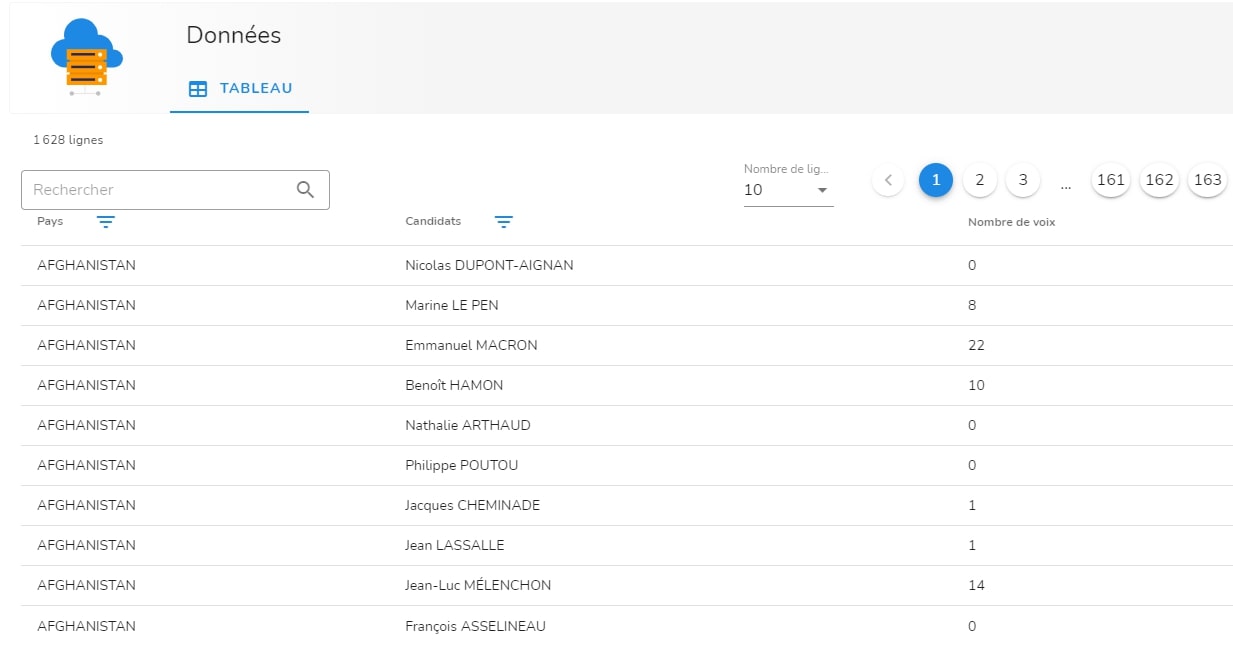 Données
TABLEAU
1 628 lignes
Nombre de lig...
Rechercher
10
1 2 3 ... 161 162 163
Pays Candidats Nombre de voix
AFGHANISTAN Nicolas DUPONT-AIGNAN 0
AFGHANISTAN Marine LE PEN 8
AFGHANISTAN Emmanuel MACRON 22
AFGHANISTAN Benoît HAMON 10
AFGHANISTAN Nathalie ARTHAUD 0
AFGHANISTAN Philippe POUTOU 0
AFGHANISTAN Jacques CHEMINADE 1
AFGHANISTAN Jean LASSALLE 1
AFGHANISTAN Jean-Luc MÉLENCHON 14
AFGHANISTAN François ASSELINEAU 0